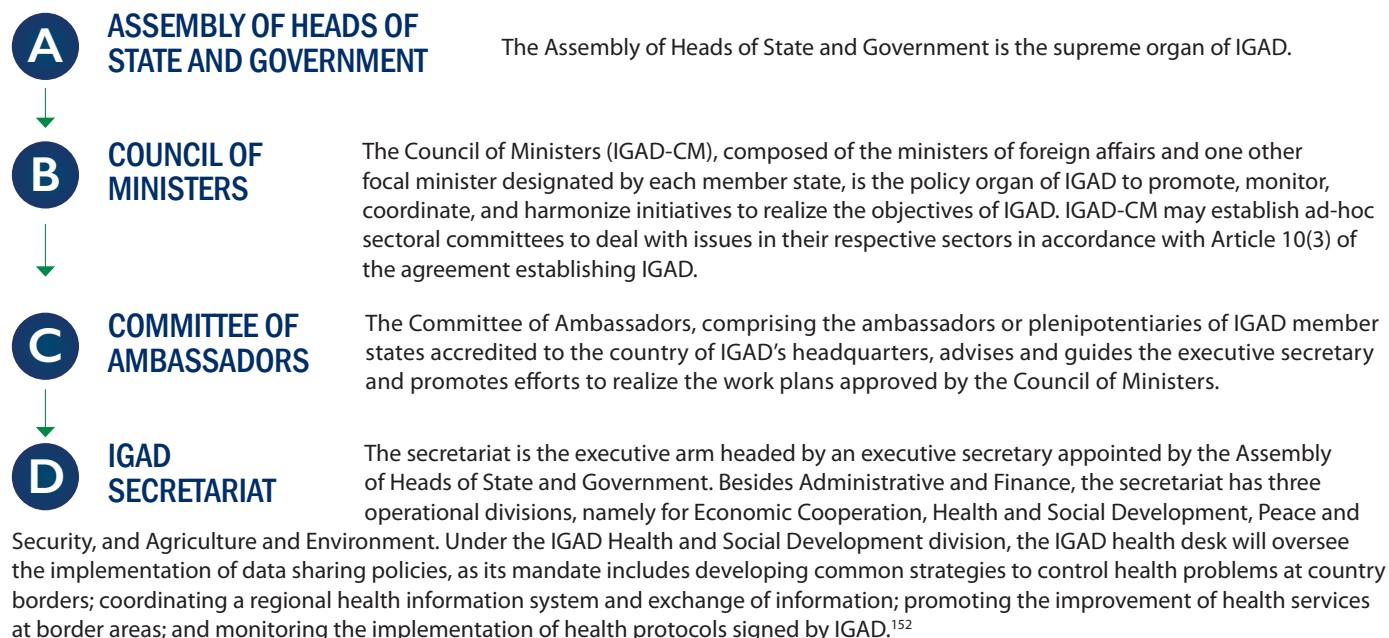 A
ASSEMBLY OF HEADS OF
STATE AND GOVERNMENT
The Assembly of Heads of State and Government is the supreme organ of IGAD.
B
COUNCIL OF
MINISTERS
The Council of Ministers (IGAD-CM), composed of the ministers of foreign affairs and one other
focal minister designated by each member state, is the policy organ of IGAD to promote, monitor,
coordinate, and harmonize initiatives to realize the objectives of IGAD. IGAD-CM may establish ad-hoc
sectoral committees to deal with issues in their respective sectors in accordance with Article 10(3) of
the agreement establishing IGAD.
C
COMMITTEE OF
AMBASSADORS
The Committee of Ambassadors, comprising the ambassadors or plenipotentiaries of IGAD member
states accredited to the country of IGAD’s headquarters, advises and guides the executive secretary
and promotes efforts to realize the work plans approved by the Council of Ministers.
D
IGAD
SECRETARIAT
The secretariat is the executive arm headed by an executive secretary appointed by the Assembly
of Heads of State and Government. Besides Administrative and Finance, the secretariat has three
operational divisions, namely for Economic Cooperation, Health and Social Development, Peace and
Security, and Agriculture and Environment. Under the IGAD Health and Social Development division, the IGAD health desk will oversee
the implementation of data sharing policies, as its mandate includes developing common strategies to control health problems at country
borders; coordinating a regional health information system and exchange of information; promoting the improvement of health services
at border areas; and monitoring the implementation of health protocols signed by IGAD.152